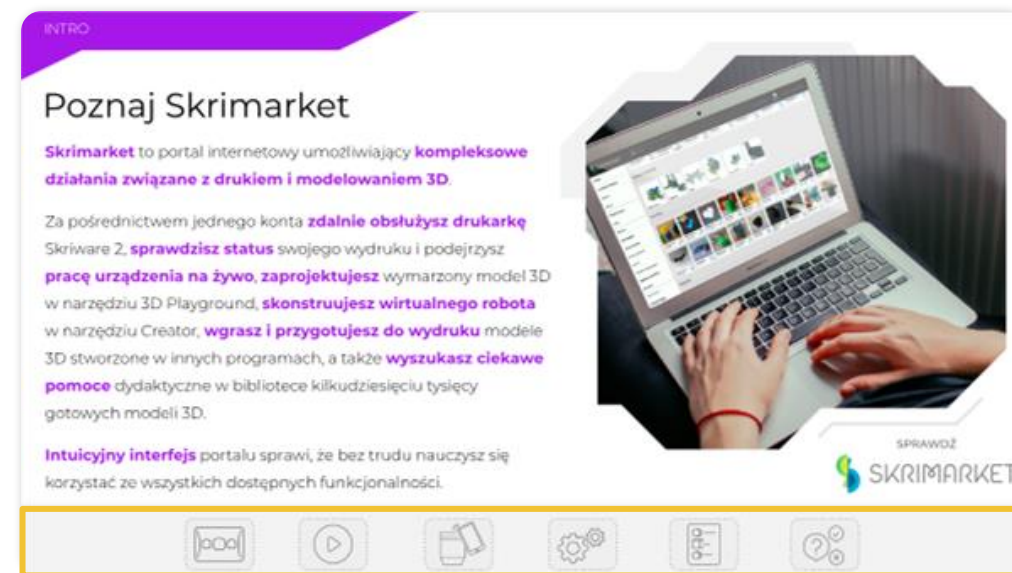 INTRO
Poznaj Skrimarket
Skrimarket to portal internetowy umożliwiający kompleksowe
działania związane z drukiem i modelowaniem 3D.
Za pośrednictwem jednego konta zdalnie obsłużysz drukarkę
Skriware 2, sprawdzisz status swojego wydruku i podejrzysz
pracę urządzenia na żywo, zaprojektujesz wymarzony model 3D
w narzędziu 3D Playground, skonstruujesz wirtualnego robota
w narzędziu Creator, wgrasz i przygotujesz do wydruku modele
3D stworzone w innych programach, a także wyszukasz ciekawe
pomoce dydaktyczne w bibliotece kilkudziesięciu tysięcy
gotowych modeli 3D.
Intuicyjny interfejs portalu sprawi, że bez trudu nauczysz się
korzystać ze wszystkich dostępnych funkcjonalności.
SPRAWDŹ
SKRIMARKET